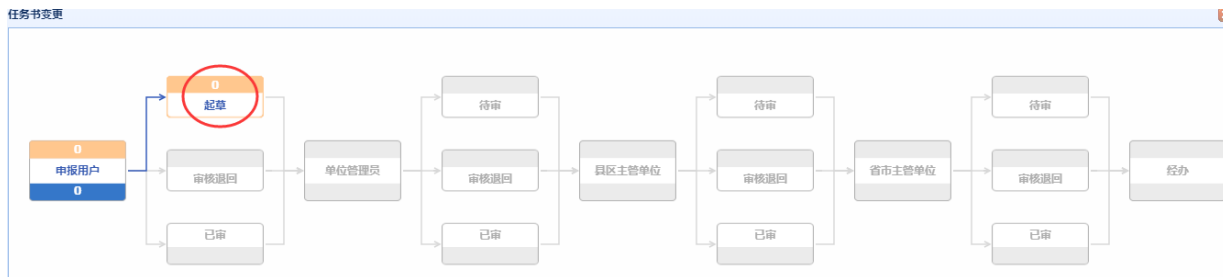 任务书变更
0
起草
待审
待审
待审
0
申报用户
0
审核退回
单位管理员
审核退回
县区主管单位
审核退回
省市主管单位
审核退回
经办
已审
已审
已审
已审